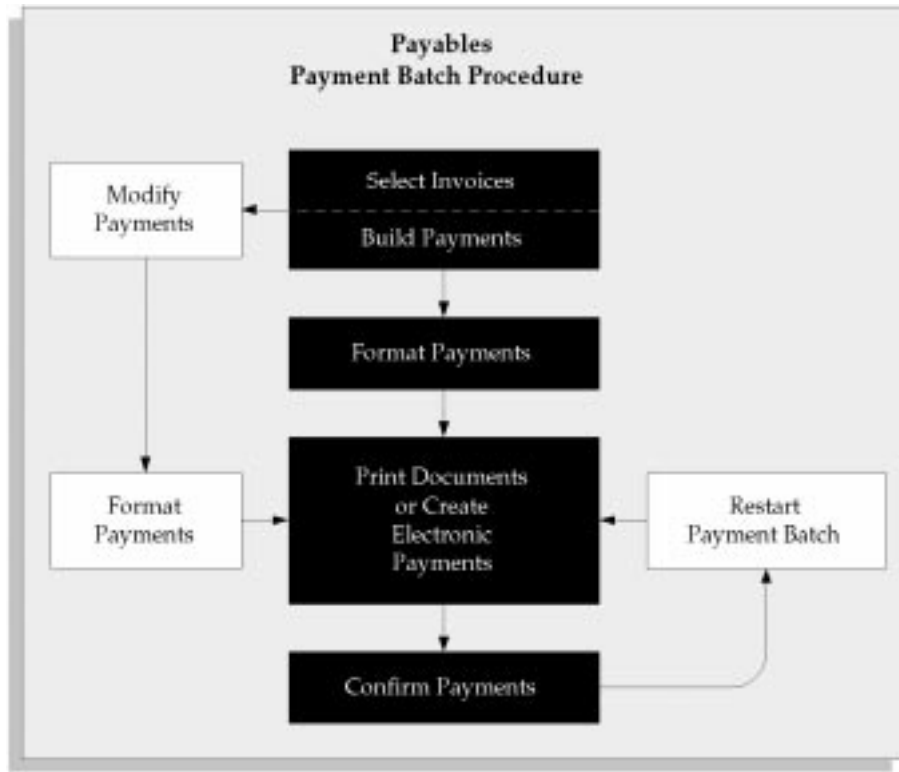 Payables
Payment Batch Procedure
Select Invoices
Build Payments
Modify
Payments
Format Payments
Print Documents
or Create
Electronic
Payments
Format
Payments
Restart
Payment Batch
Confirm Payments